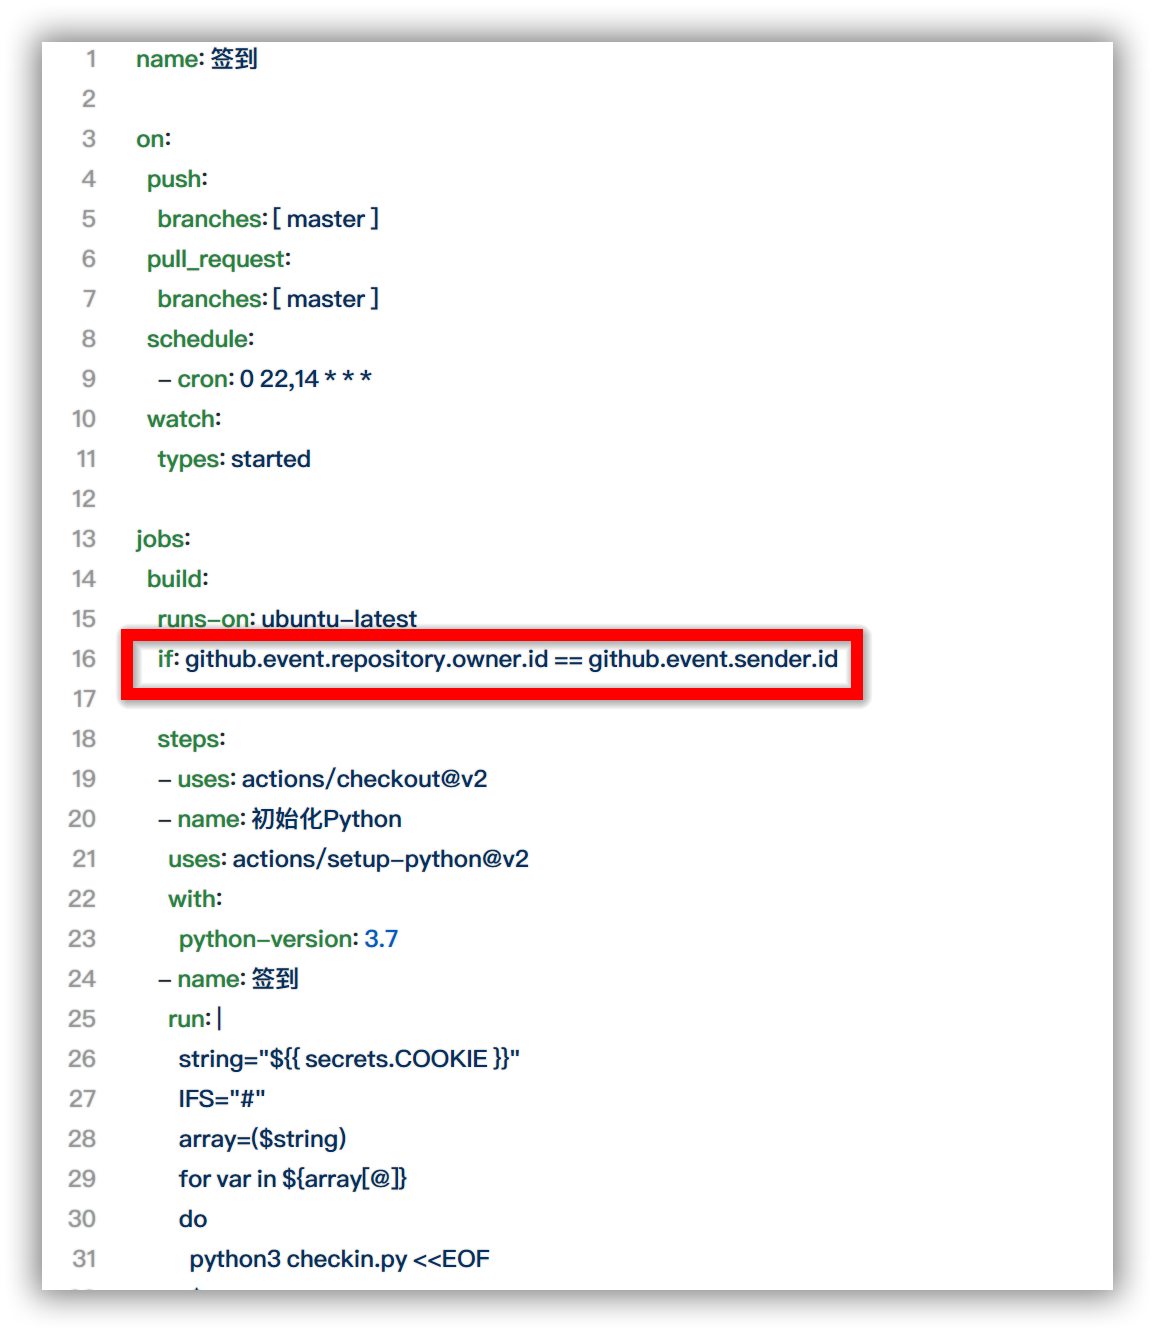 1 name: 签到
2
3 on:
4 push:
5 branches: [ master ]
6 pull_request:
7 branches: [ master ]
8 schedule:
9 - cron: 0 22,14 * * *
10 watch:
11 types: started
12
13 jobs:
14 build:
15 runs-on: ubuntu-latest
16 if: github.event.repository.owner.id == github.event.sender.id
17
18 steps:
19 - uses: actions/checkout@v2
20 - name: 初始化Python
21 uses: actions/setup-python@v2
22 with:
23 python-version: 3.7
24 - name: 签到
25 run: |
26 string="${{ secrets.COOKIE }}"
27 IFS="#"
28 array=($string)
29 for var in ${array[@]}
30 do
31 python3 checkin.py <<EOF